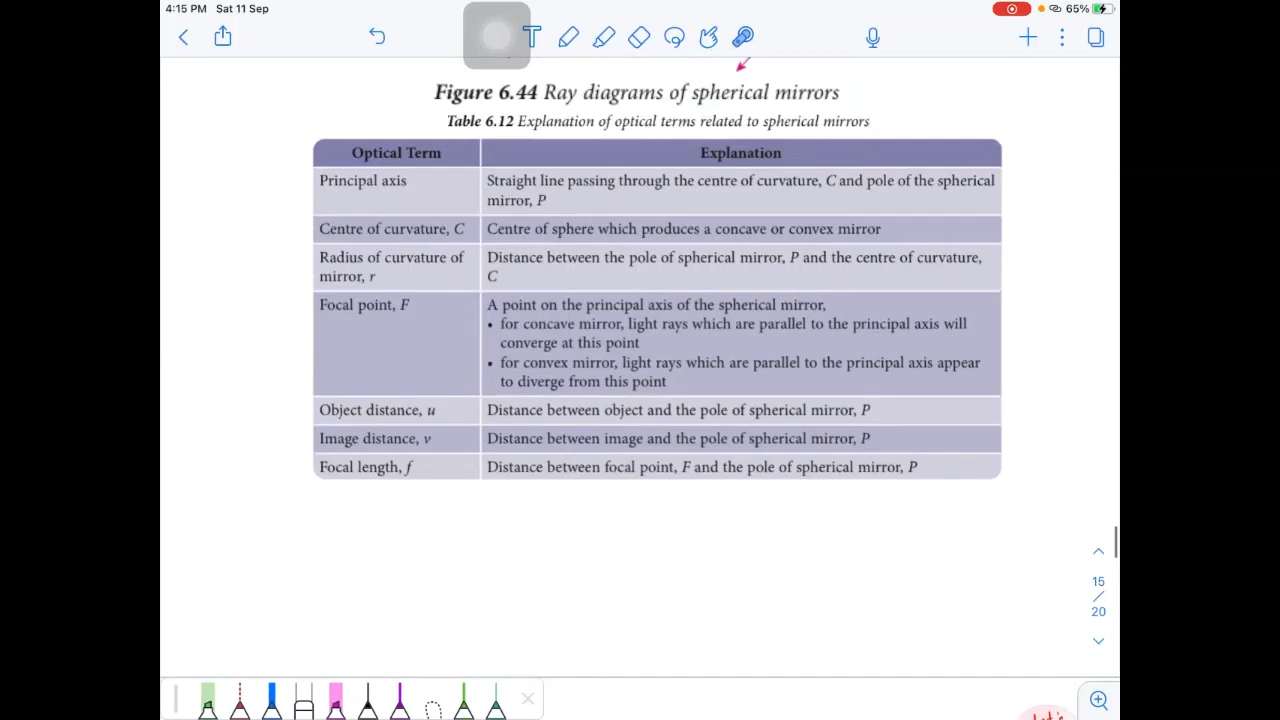 4:15 PM Sat 11 Sep
65%
T
Figure 6.44 Ray diagrams of spherical mirrors
Table 6.12 Explanation of optical terms related to spherical mirrors
Optical Term Explanation
Principal axis Straight line passing through the centre of curvature, C and pole of the spherical
mirror, P
Centre of curvature, C Centre of sphere which produces a concave or convex mirror
Radius of curvature of Distance between the pole of spherical mirror, P and the centre of curvature,
mirror, r C
Focal point, F A point on the principal axis of the spherical mirror,
• for concave mirror, light rays which are parallel to the principal axis will
converge at this point
• for convex mirror, light rays which are parallel to the principal axis appear
to diverge from this point
Object distance, u Distance between object and the pole of spherical mirror, P
Image distance, v Distance between image and the pole of spherical mirror, P
Focal length, f Distance between focal point, F and the pole of spherical mirror, P
15
/
20